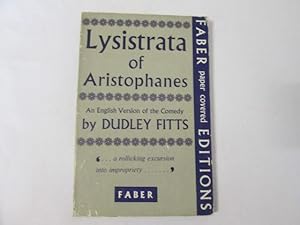 Lysistrata
of
Aristophanes
An English Version of the Comedy
by DUDLEY FITTS
‘. . . a rollicking excursion
into impropriety . . . . . . . ’
FABER
FABER paper covered EDITIONS